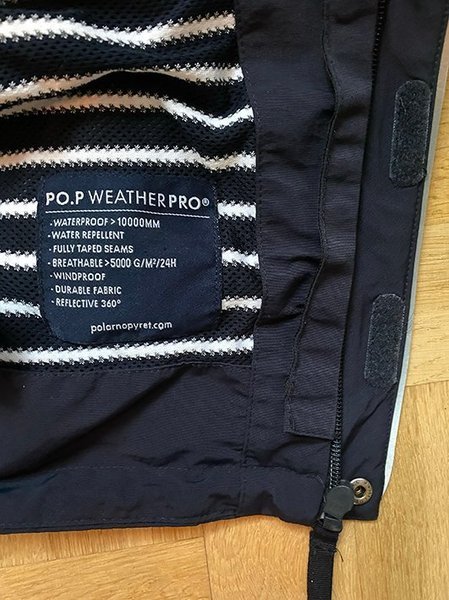 PO.P WEATHERPRO®
- WATERPROOF >10000MM
- WATER REPELLENT
- FULLY TAPED SEAMS
- BREATHABLE >5000 G/M²/24H
- WINDPROOF
- DURABLE FABRIC
- REFLECTIVE 360°
polarnopyret.com